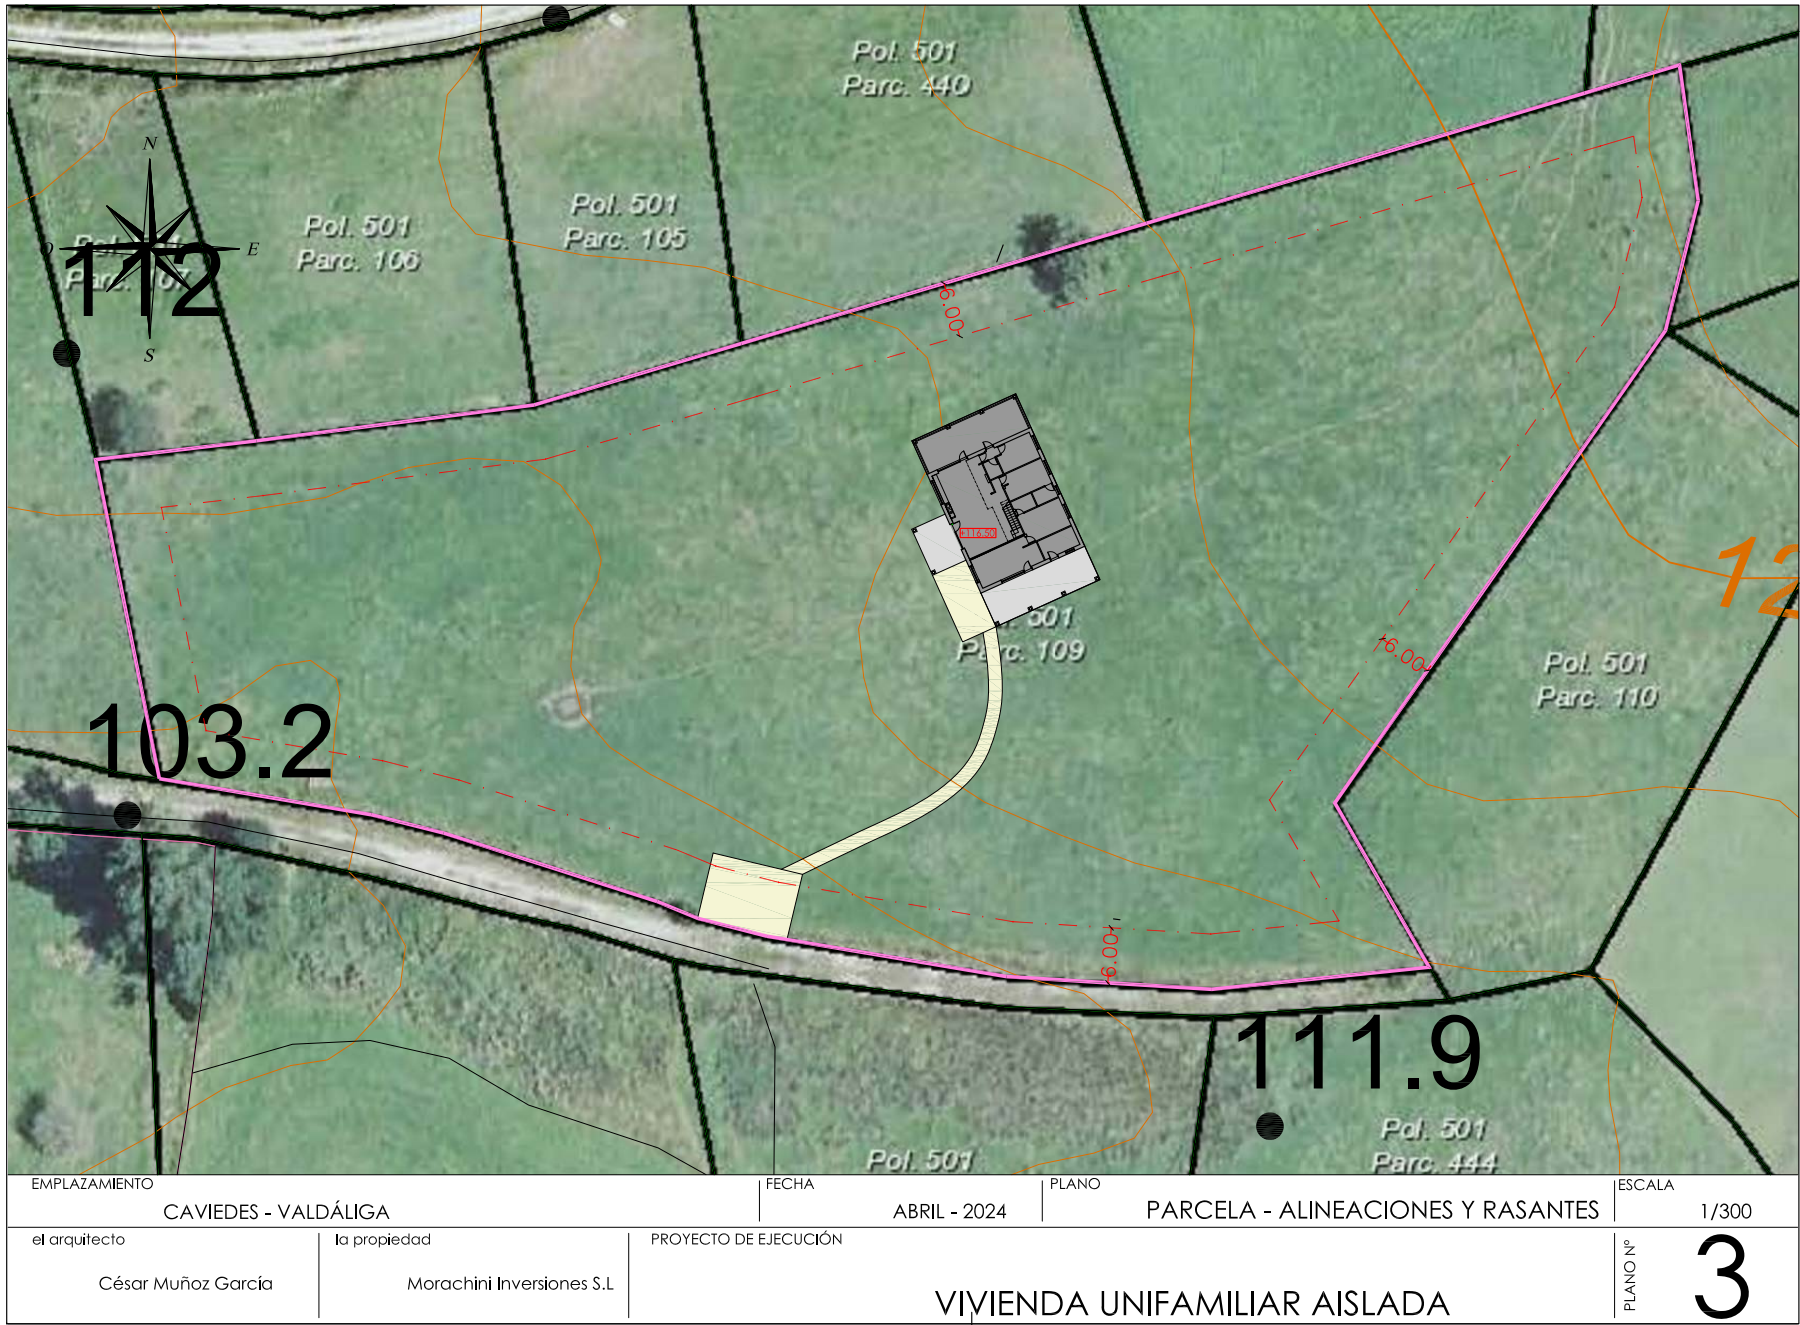 Pol. 501
Parc. 440
Pol. 501
Parc. 105
Pol. 501
Parc. 106
N
E
S
112
6.00
+116.50
501
Parc. 109
12
6.00
Pol. 501
Parc. 110
103.2
6.00
111.9
Pol. 501
Parc. 444
Pol. 501
EMPLAZAMIENTO
CAVIEDES - VALDÁLIGA
FECHA
ABRIL - 2024
PLANO
PARCELA - ALINEACIONES Y RASANTES
ESCALA
1/300
el arquitecto
César Muñoz García
la propiedad
Morachini Inversiones S.L
PROYECTO DE EJECUCIÓN
VIVIENDA UNIFAMILIAR AISLADA
PLANO Nº
3